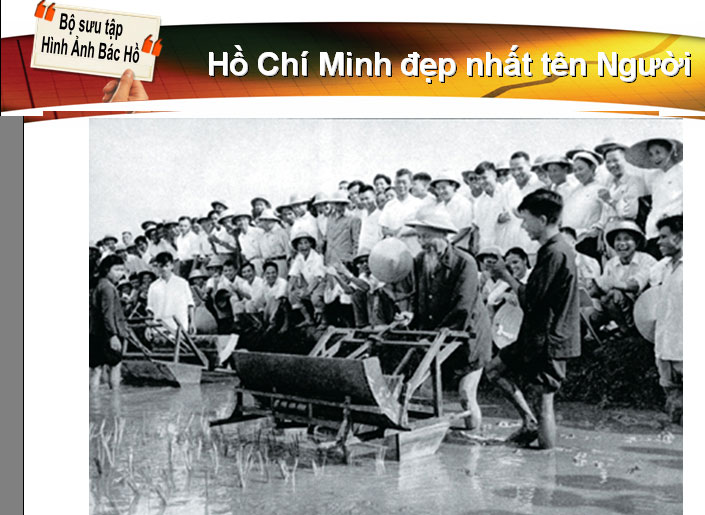 Bộ sưu tập
Hình Ảnh Bác Hồ
Hồ Chí Minh đẹp nhất tên Người